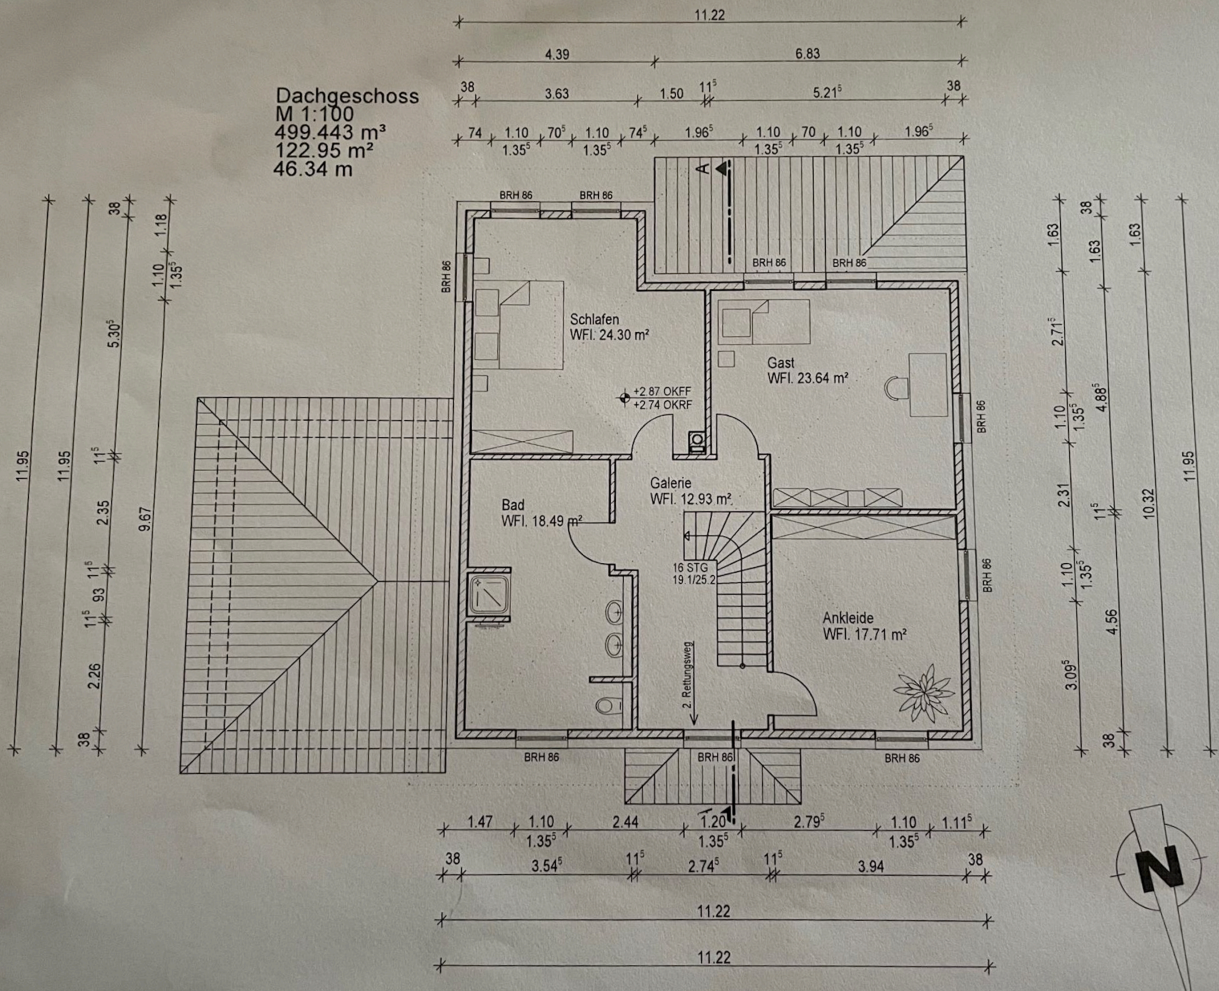 11.22
4.39 6.83
38 3.63 1.50 11⁵ 5.21⁵ 38
Dachgeschoss
M 1:100
499.443 m³
122.95 m²
46.34 m
74 1.10 70⁵ 1.10 74⁵ 1.96⁵ 1.10 70 1.10 1.96⁵
1.35⁵ 1.35⁵ 1.35⁵ 1.35⁵
A
BRH 86 BRH 86
BRH 86 BRH 86
BRH 86
Schlafen
WFl. 24.30 m²
Gast
WFl. 23.64 m²
+2.87 OKFF
+2.74 OKRF
BRH 86
Galerie
WFl. 12.93 m²
Bad
WFl. 18.49 m²
16 STG
19.1/25.2
BRH 86
Ankleide
WFl. 17.71 m²
2. Rettungsweg
BRH 86 BRH 86 BRH 86
11.95
11.95
38 5.30⁵ 11⁵ 2.35 11⁵ 93 11⁵ 2.26 38
1.18 1.10 9.67
1.35⁵
1.63 2.71⁵ 1.10 2.31 1.10 3.09⁵
1.35⁵ 1.35⁵
38 1.63 4.88⁵ 11⁵ 4.56 38
1.63 10.32
11.95
1.47 1.10 2.44 1.20 2.79⁵ 1.10 1.11⁵
1.35⁵ 1.35⁵ 1.35⁵
38 3.54⁵ 11⁵ 2.74⁵ 11⁵ 3.94 38
11.22
11.22
N